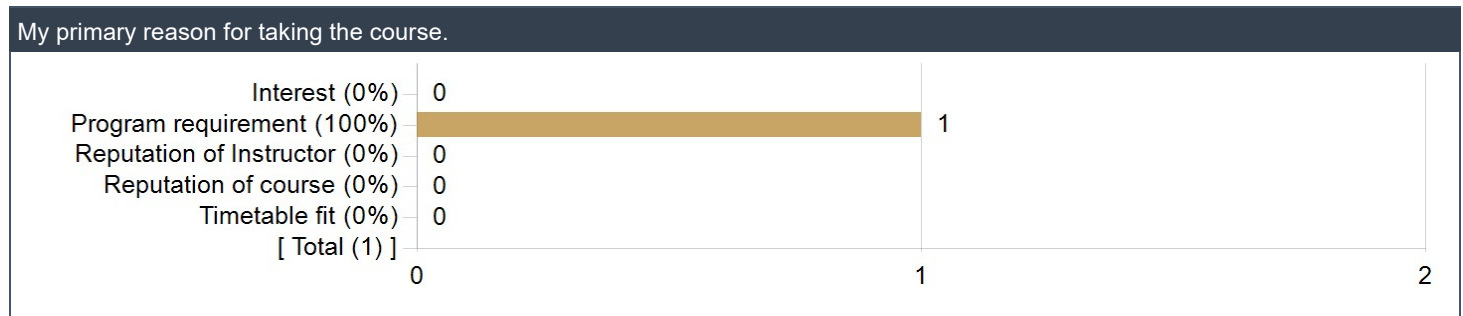 My primary reason for taking the course.
Interest (0%) 0
Program requirement (100%) 1
Reputation of Instructor (0%) 0
Reputation of course (0%) 0
Timetable fit (0%) 0
[ Total (1) ]
0 1 2